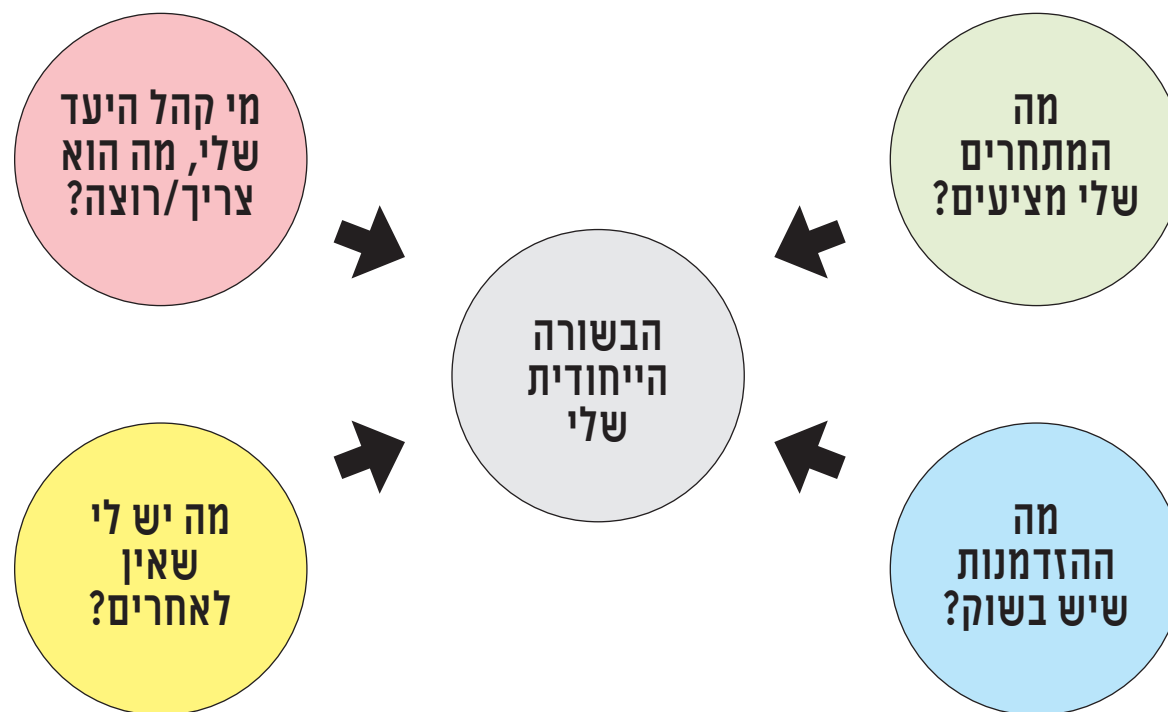 מה
המתחרים
שלי מציעים?
מי קהל היעד
שלי, מה הוא
צריך/רוצה?
הבשורה
הייחודית
שלי
מה
ההזדמנות
שיש בשוק?
מה יש לי
שאין
לאחרים?